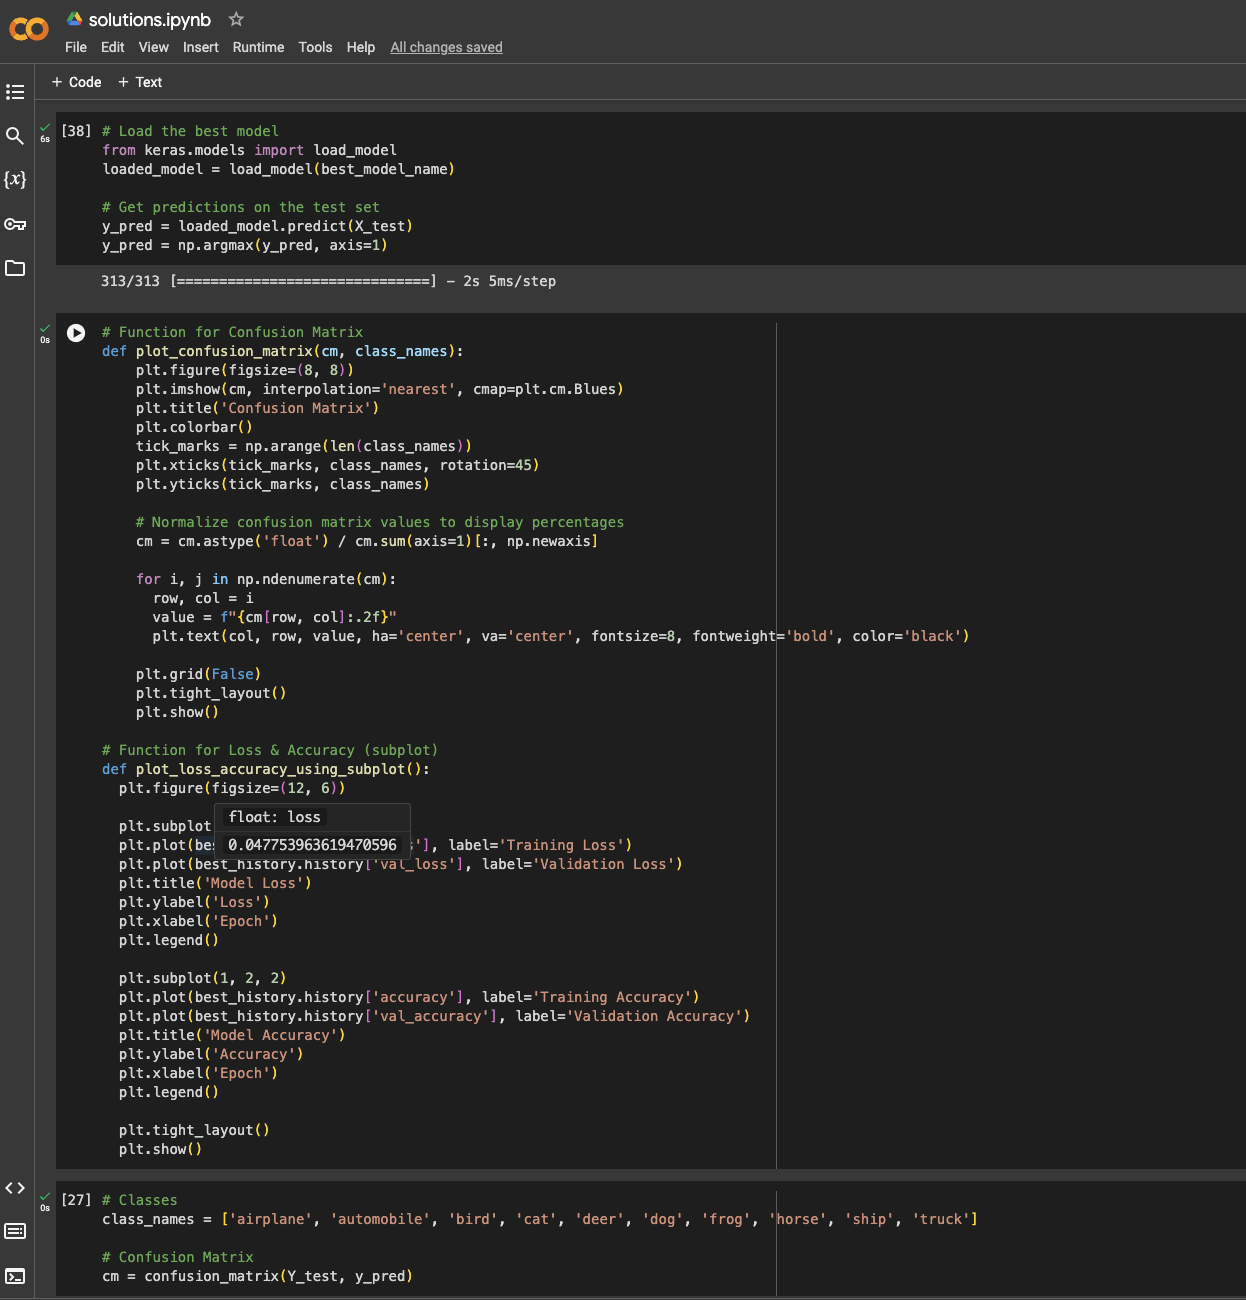 solutions.ipynb
File Edit View Insert Runtime Tools Help All changes saved
+ Code + Text
6s
[38] # Load the best model
from keras.models import load_model
loaded_model = load_model(best_model_name)
# Get predictions on the test set
y_pred = loaded_model.predict(X_test)
y_pred = np.argmax(y_pred, axis=1)
313/313 [==============================] - 2s 5ms/step
0s
# Function for Confusion Matrix
def plot_confusion_matrix(cm, class_names):
    plt.figure(figsize=(8, 8))
    plt.imshow(cm, interpolation='nearest', cmap=plt.cm.Blues)
    plt.title('Confusion Matrix')
    plt.colorbar()
    tick_marks = np.arange(len(class_names))
    plt.xticks(tick_marks, class_names, rotation=45)
    plt.yticks(tick_marks, class_names)
    # Normalize confusion matrix values to display percentages
    cm = cm.astype('float') / cm.sum(axis=1)[:, np.newaxis]
    for i, j in np.ndenumerate(cm):
      row, col = i
      value = f"{cm[row, col]:.2f}"
      plt.text(col, row, value, ha='center', va='center', fontsize=8, fontweight='bold', color='black')
    plt.grid(False)
    plt.tight_layout()
    plt.show()
# Function for Loss & Accuracy (subplot)
def plot_loss_accuracy_using_subplot():
  plt.figure(figsize=(12, 6))
float: loss
0.047753963619470596
  plt.subplot
  plt.plot( '], label='Training Loss')
  plt.plot(best_history.history['val_loss'], label='Validation Loss')
  plt.title('Model Loss')
  plt.ylabel('Loss')
  plt.xlabel('Epoch')
  plt.legend()
  plt.subplot(1, 2, 2)
  plt.plot(best_history.history['accuracy'], label='Training Accuracy')
  plt.plot(best_history.history['val_accuracy'], label='Validation Accuracy')
  plt.title('Model Accuracy')
  plt.ylabel('Accuracy')
  plt.xlabel('Epoch')
  plt.legend()
  plt.tight_layout()
  plt.show()
0s
[27] # Classes
class_names = ['airplane', 'automobile', 'bird', 'cat', 'deer', 'dog', 'frog', 'horse', 'ship', 'truck']
# Confusion Matrix
cm = confusion_matrix(Y_test, y_pred)